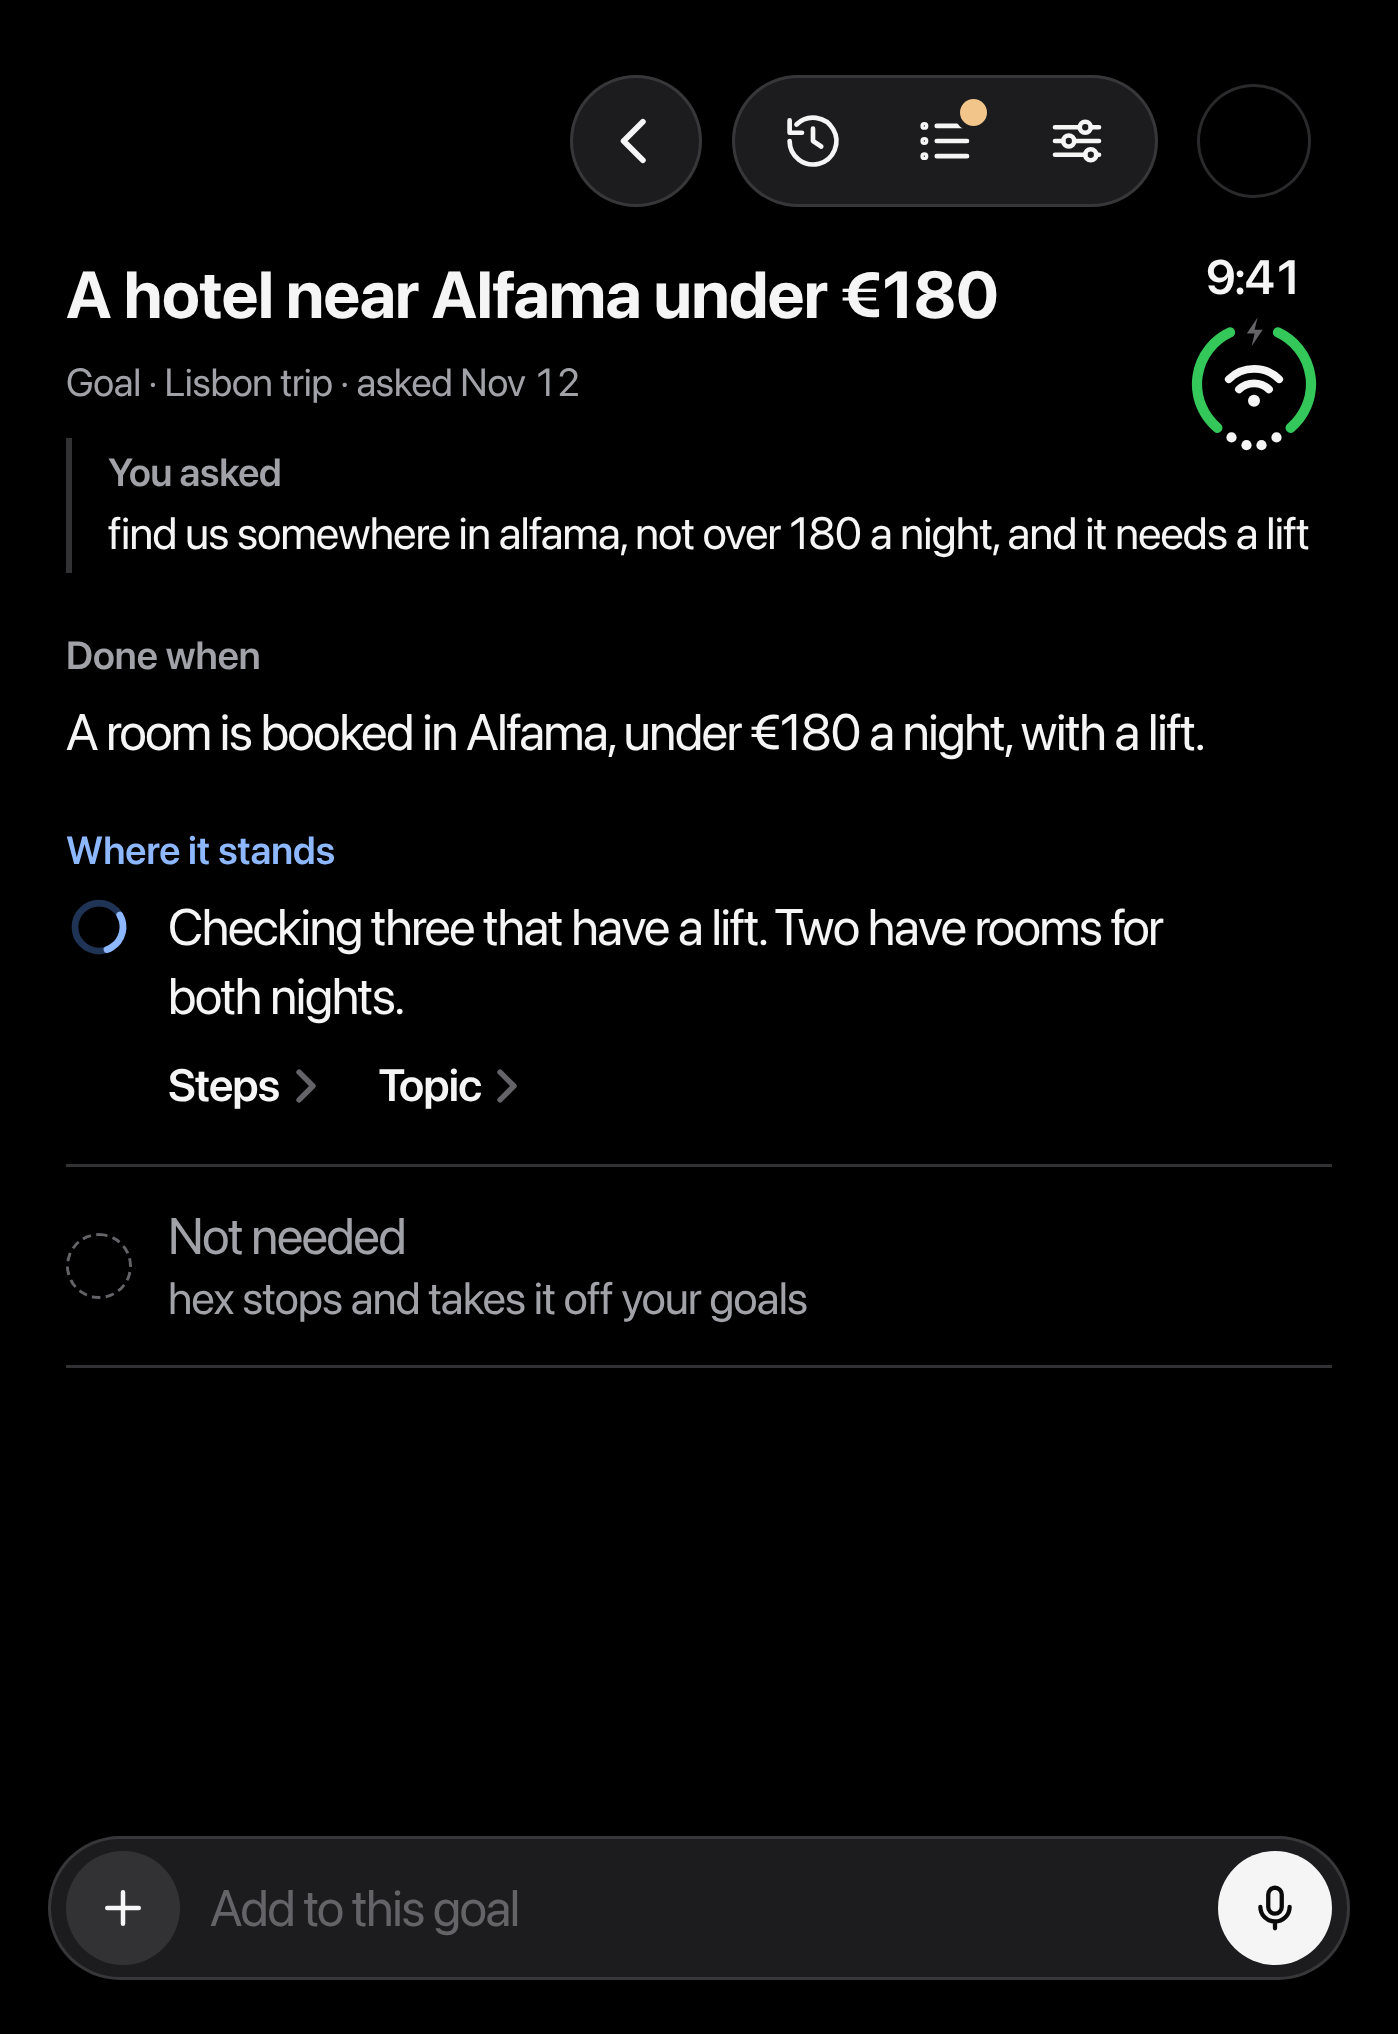 A hotel near Alfama under €180
9:41
Goal · Lisbon trip · asked Nov 12
You asked
find us somewhere in alfama, not over 180 a night, and it needs a lift
Done when
A room is booked in Alfama, under €180 a night, with a lift.
Where it stands
Checking three that have a lift. Two have rooms for
both nights.
Steps
Topic
Not needed
hex stops and takes it off your goals
Add to this goal